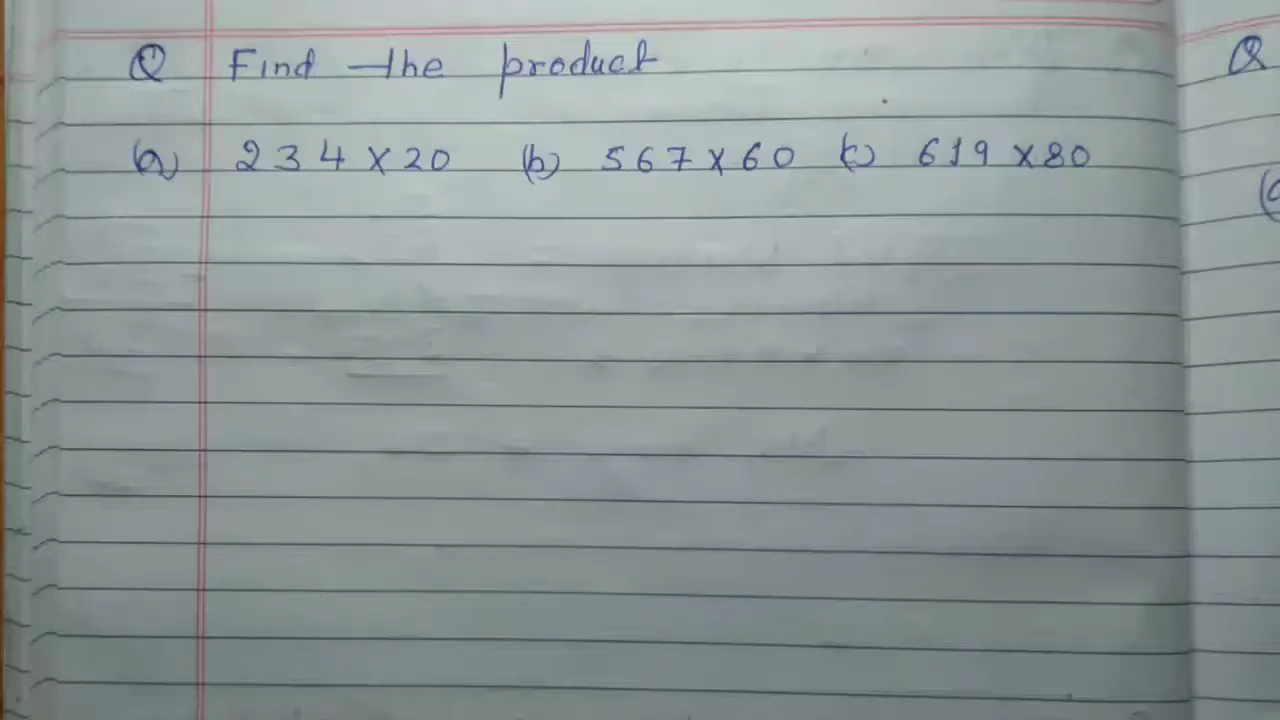 Q Find the product
(a) 234 x 20 (b) 567 x 60 (c) 619 x 80
Q